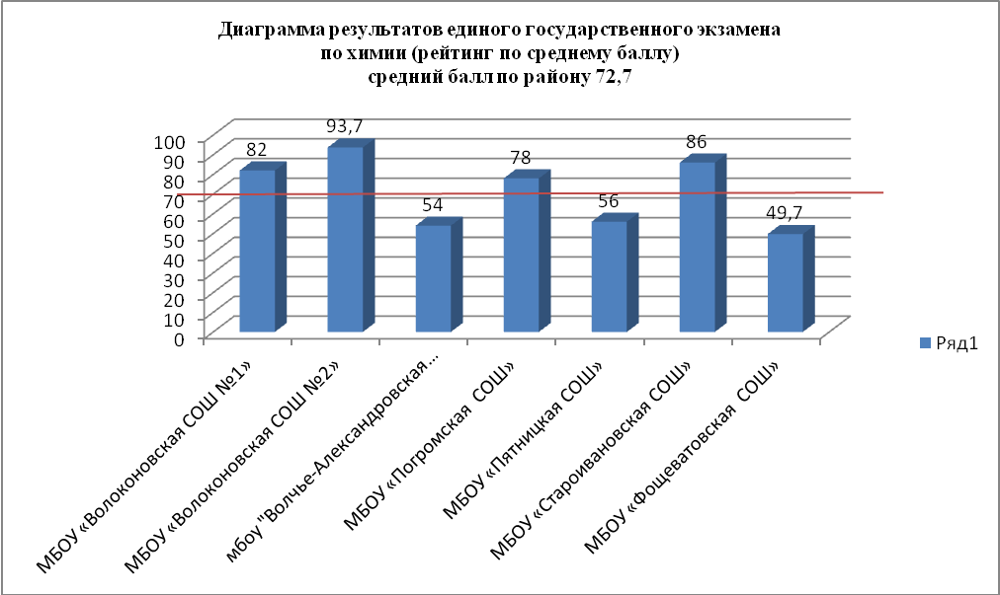 Диаграмма результатов единого государственного экзамена
по химии (рейтинг по среднему баллу)
средний балл по району 72,7
100
90
80
70
60
50
40
30
20
10
0
82
93,7
54
78
56
86
49,7
МБОУ «Волоконовская СОШ №1»
МБОУ «Волоконовская СОШ №2»
мбоу "Волчье-Александровская...
МБОУ «Погромская СОШ»
МБОУ «Пятницкая СОШ»
МБОУ «Староивановская СОШ»
МБОУ «Фощеватовская СОШ»
Ряд1